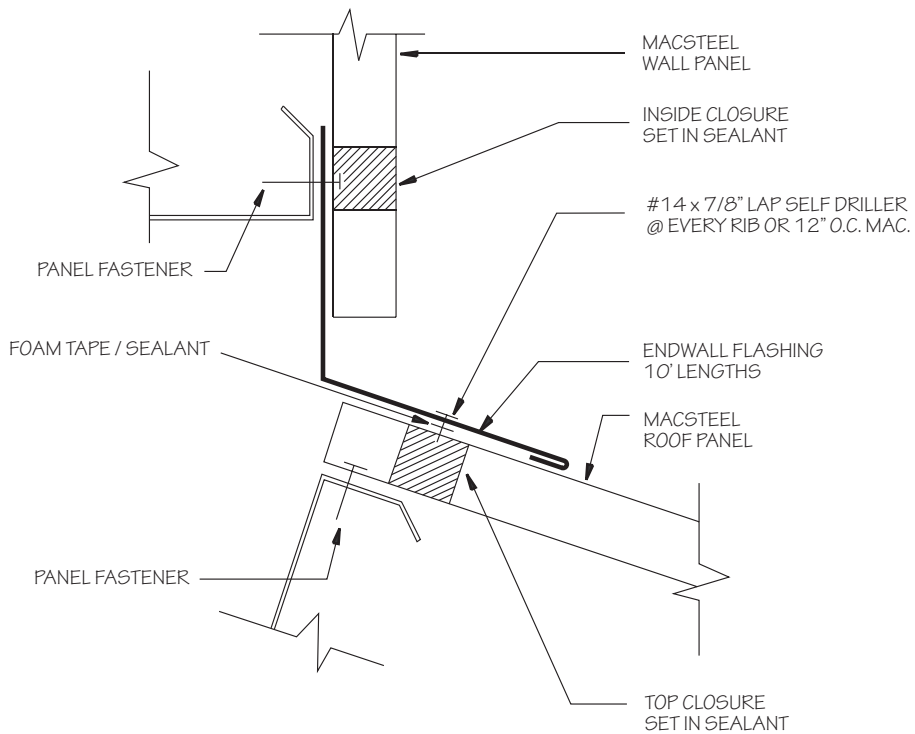 MACSTEEL
WALL PANEL
INSIDE CLOSURE
SET IN SEALANT
#14 x 7/8" LAP SELF DRILLER
@ EVERY RIB OR 12" O.C. MAC.
PANEL FASTENER
FOAM TAPE / SEALANT
ENDWALL FLASHING
10' LENGTHS
MACSTEEL
ROOF PANEL
PANEL FASTENER
TOP CLOSURE
SET IN SEALANT